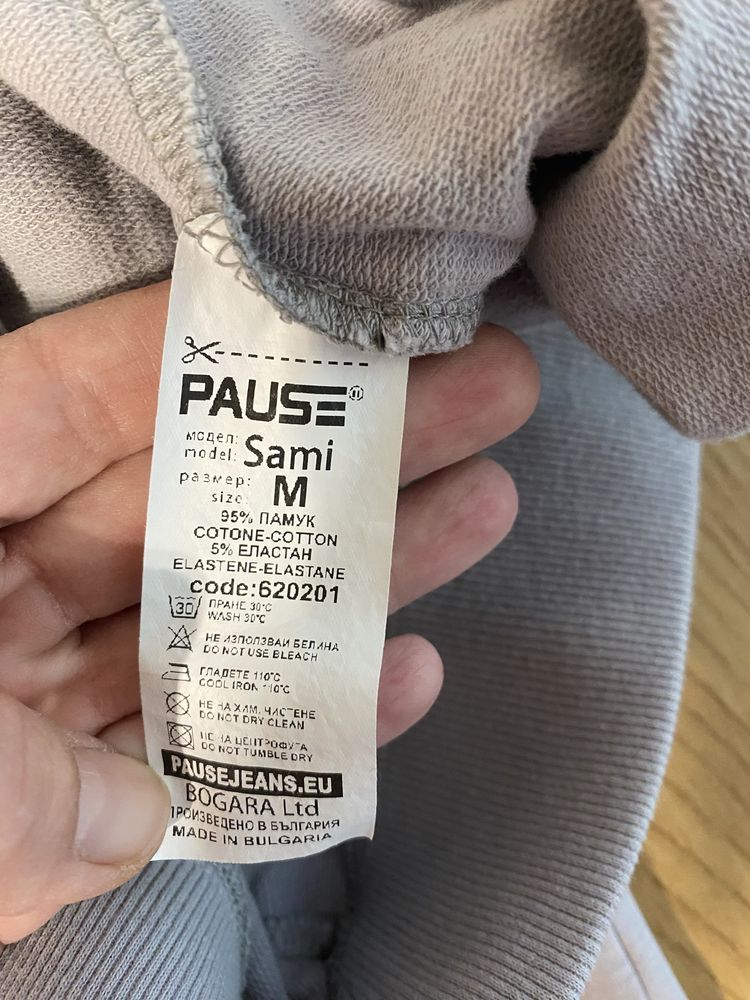 PAUSE®
модел:
model: Sami
размер:
size: M
95% ПАМУК
COTONE-COTTON
5% ЕЛАСТАН
ELASTENE-ELASTANE
code:620201
30 ПРАНЕ 30°C
WASH 30°C
НЕ ИЗПОЛЗВАЙ БЕЛИНА
DO NOT USE BLEACH
ГЛАДЕТЕ 110°C
COOL IRON 110°C
НЕ НА ХИМ. ЧИСТЕНЕ
DO NOT DRY CLEAN
НЕ НА ЦЕНТРОФУГА
DO NOT TUMBLE DRY
PAUSEJEANS.EU
BOGARA Ltd
ПРОИЗВЕДЕНО В БЪЛГАРИЯ
MADE IN BULGARIA